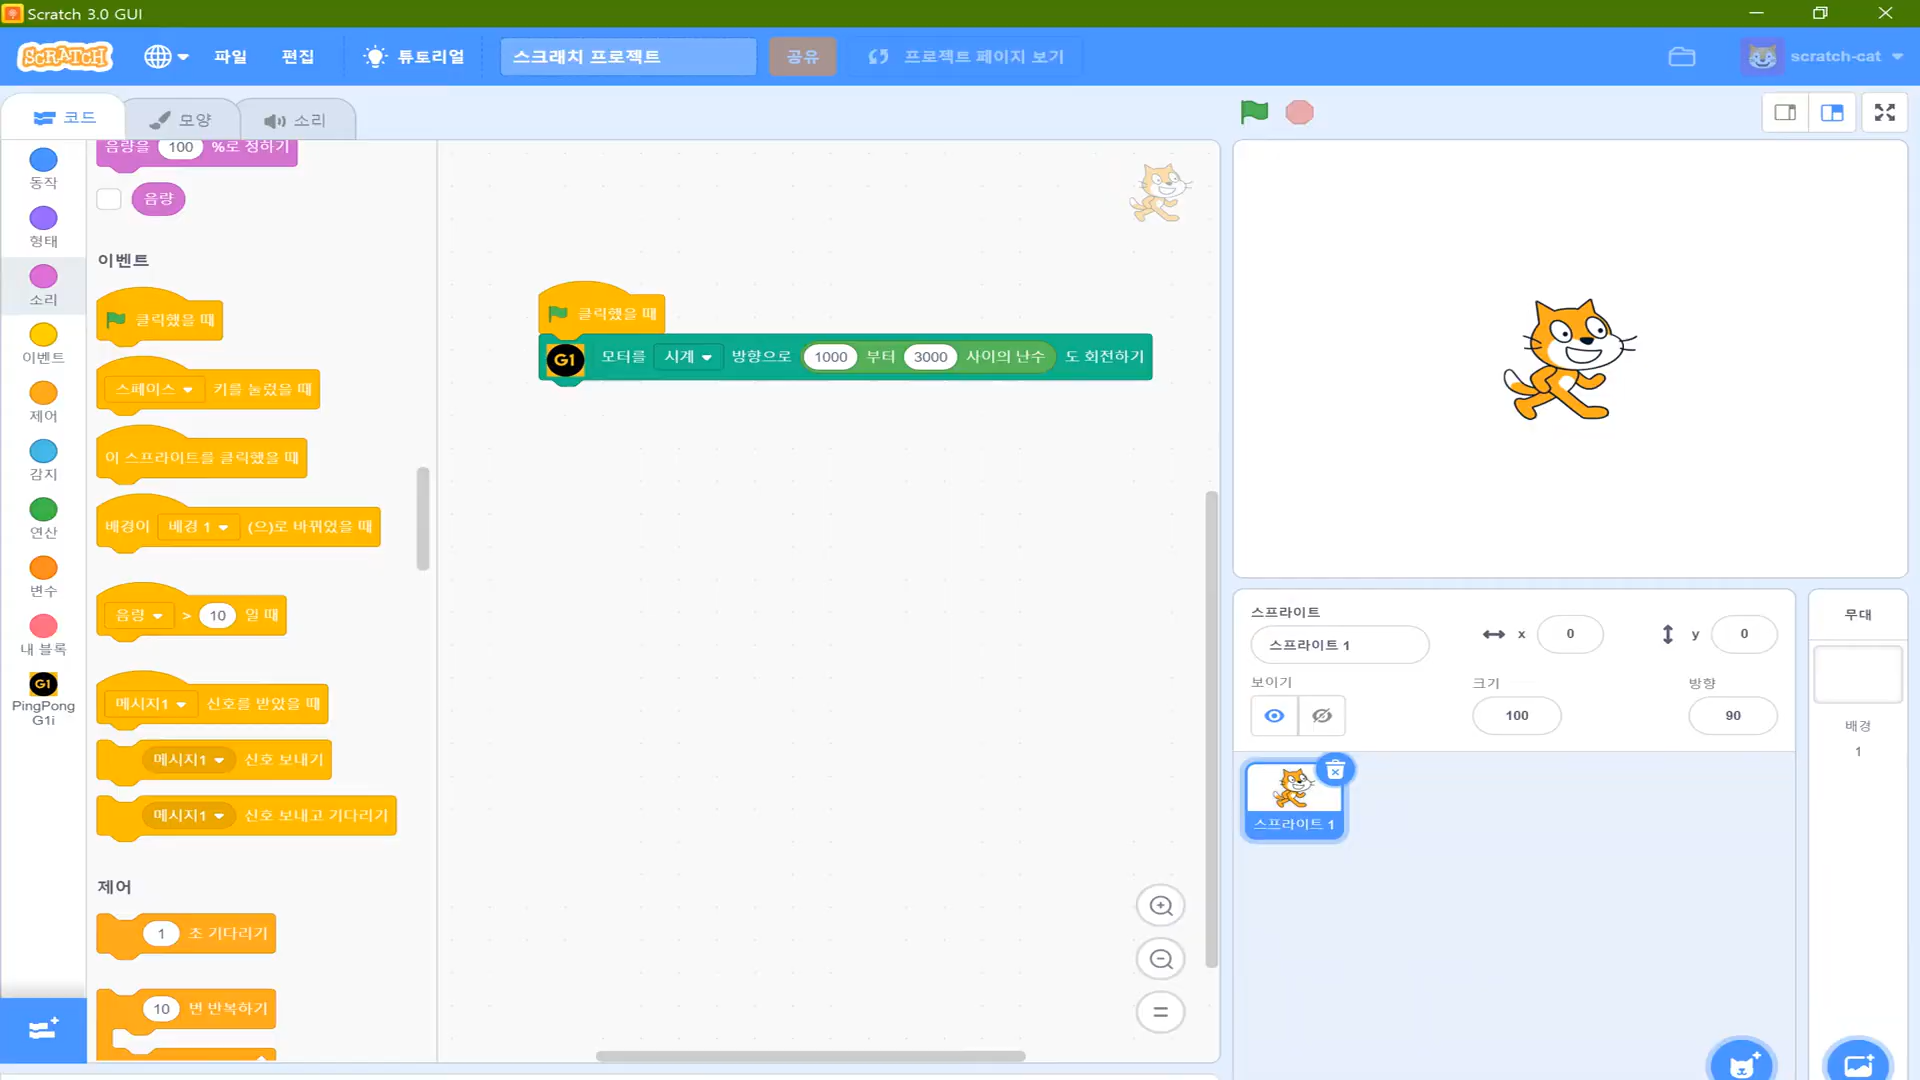 Scratch 3.0 GUI
SCRATCH 파일 편집 튜토리얼 스크래치 프로젝트 공유 프로젝트 페이지 보기 scratch-cat
코드 모양 소리
동작
형태
소리
이벤트
제어
감지
연산
변수
내 블록
G1
PingPong
G1i
음량을 100 %로 정하기
음량
이벤트
클릭했을 때
스페이스 키를 눌렀을 때
이 스프라이트를 클릭했을 때
배경이 배경 1 (으)로 바뀌었을 때
음량 > 10 일 때
메시지1 신호를 받았을 때
메시지1 신호 보내기
메시지1 신호 보내고 기다리기
제어
1 초 기다리기
10 번 반복하기
클릭했을 때
G1 모터를 시계 방향으로 1000 부터 3000 사이의 난수 도 회전하기
스프라이트
스프라이트 1 x 0 y 0
보이기 크기 100 방향 90
스프라이트 1
무대
배경
1